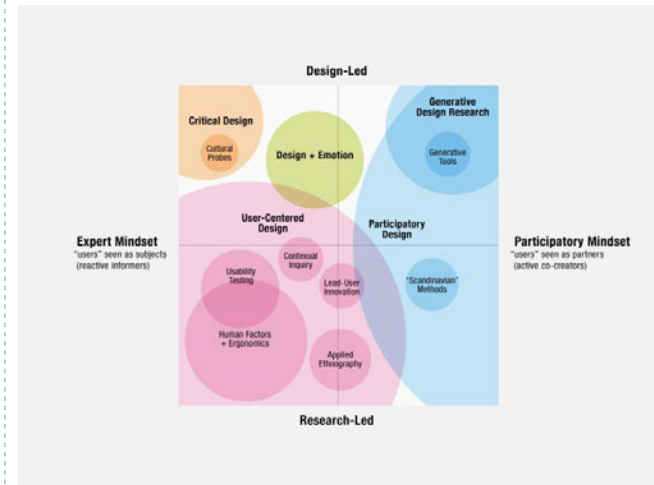 Design-Led
Generative
Design Research
Critical Design
Cultural
Probes
Design + Emotion
Generative
Tools
User-Centered
Design
Participatory
Design
Expert Mindset
"users" seen as subjects
(reactive informers)
Participatory Mindset
"users" seen as partners
(active co-creators)
Contexual
Inquiry
Usability
Testing
Lead-User
Innovation
"Scandinavian"
Methods
Human Factors
+ Ergonomics
Applied
Ethnography
Research-Led